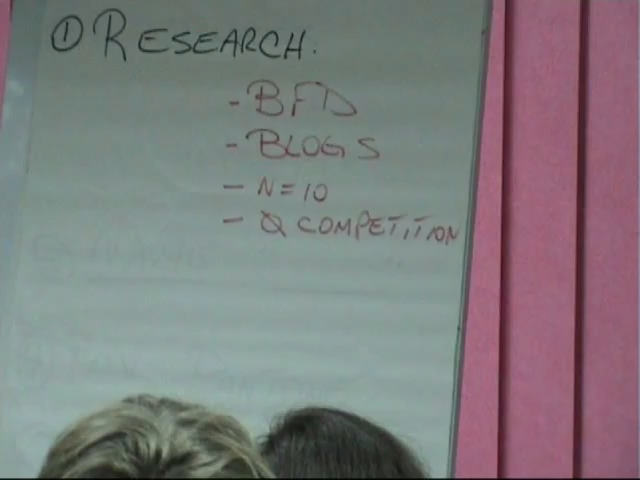 ① RESEARCH.
- BFD
- BLOGS
- N=10
- Q COMPETITION